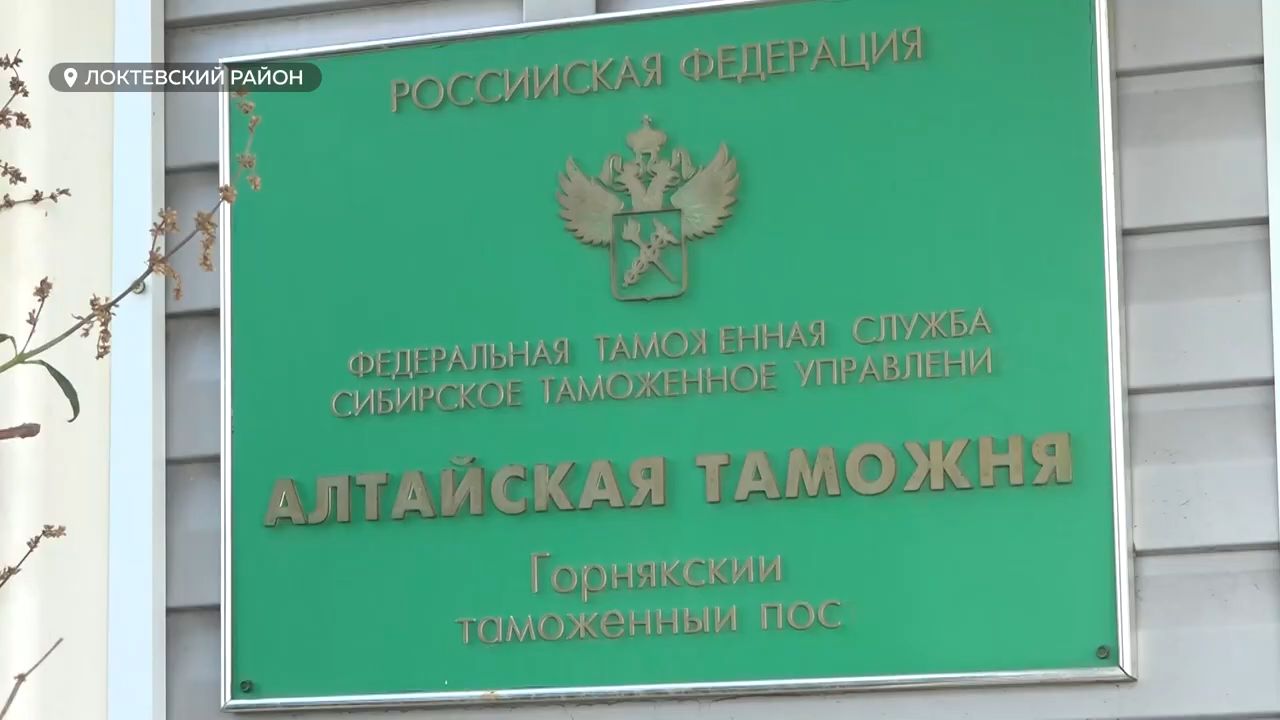 ЛОКТЕВСКИЙ РАЙОН
РОССИИСКАЯ ФЕДЕРАЦИЯ
ФЕДЕРАЛЬНАЯ ТАМОЖЕННАЯ СЛУЖБА
СИБИРСКОЕ ТАМОЖЕННОЕ УПРАВЛЕНИ
АЛТАЙСКАЯ ТАМОЖНЯ
Горнякскии
таможенныи пос